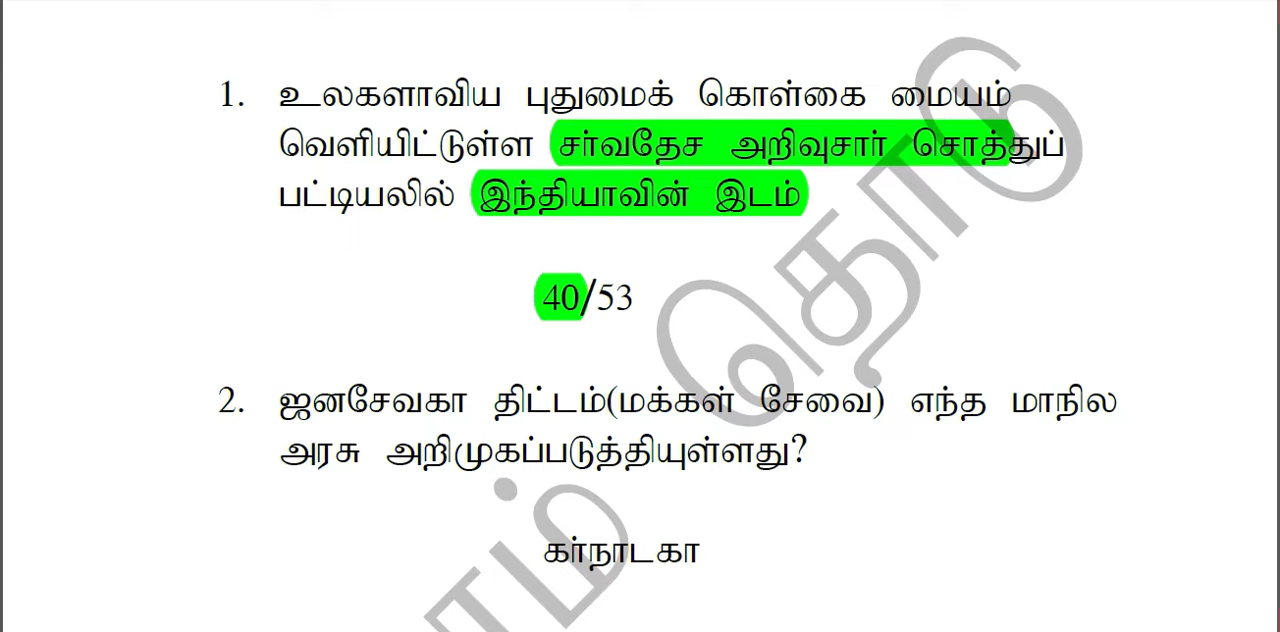 1. உலகளாவிய புதுமைக் கொள்கை மையம்
வெளியிட்டுள்ள சர்வதேச அறிவுசார் சொத்துப்
பட்டியலில் இந்தியாவின் இடம்
40/53
2. ஜனசேவகா திட்டம்(மக்கள் சேவை) எந்த மாநில
அரசு அறிமுகப்படுத்தியுள்ளது?
கர்நாடகா